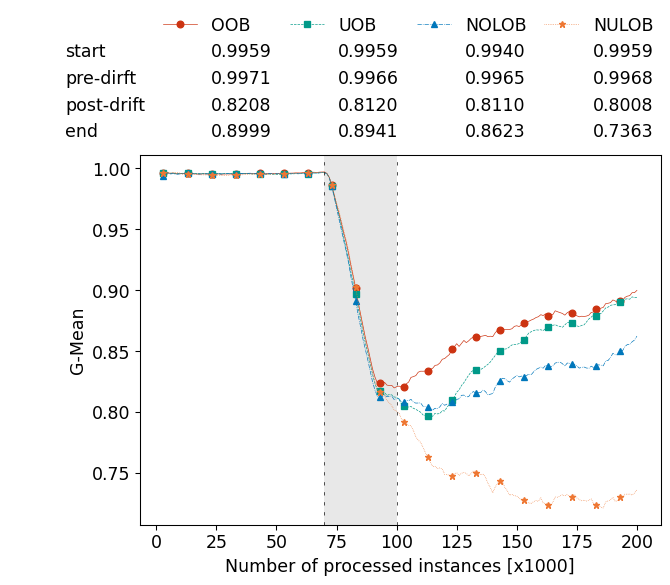 OOB UOB NOLOB NULOB
start 0.9959 0.9959 0.9940 0.9959
pre-dirft 0.9971 0.9966 0.9965 0.9968
post-drift 0.8208 0.8120 0.8110 0.8008
end 0.8999 0.8941 0.8623 0.7363
1.00
0.95
0.90
0.85
0.80
0.75
G-Mean
0 25 50 75 100 125 150 175 200
Number of processed instances [x1000]